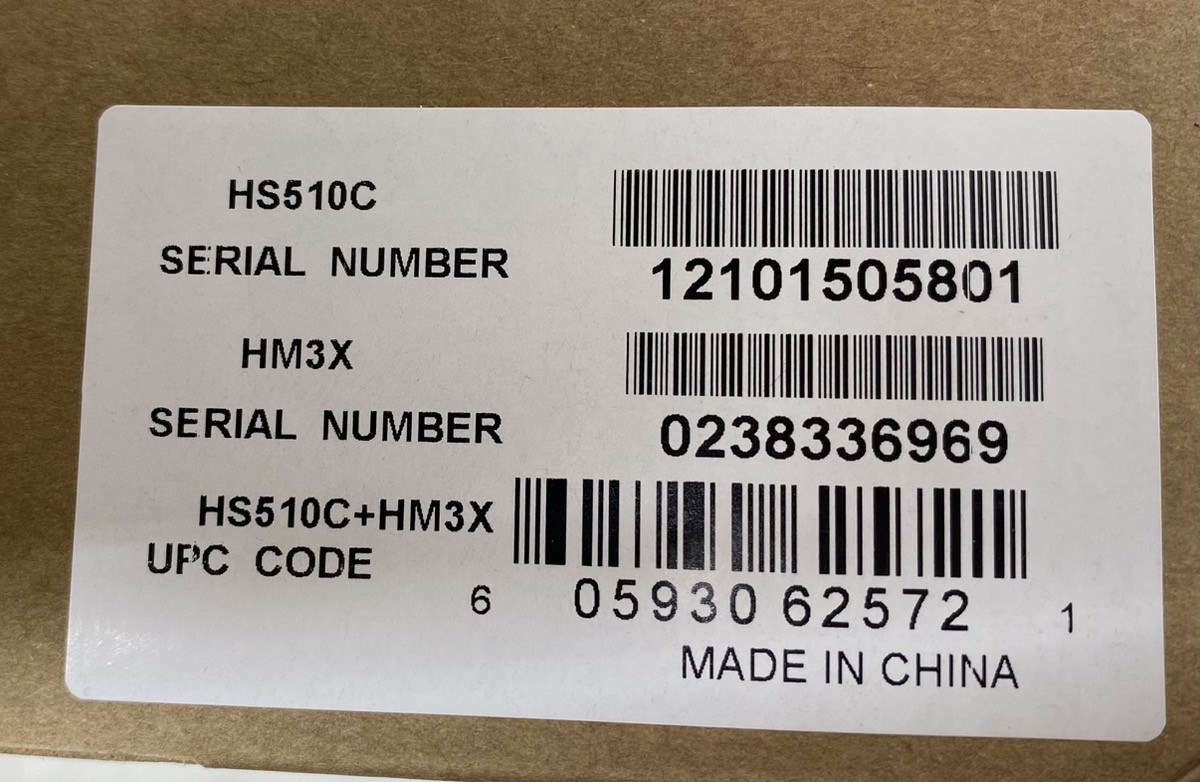 HS510C
SERIAL NUMBER
12101505801
HM3X
SERIAL NUMBER
0238336969
HS510C+HM3X
UPC CODE
6 05930 62572 1
MADE IN CHINA